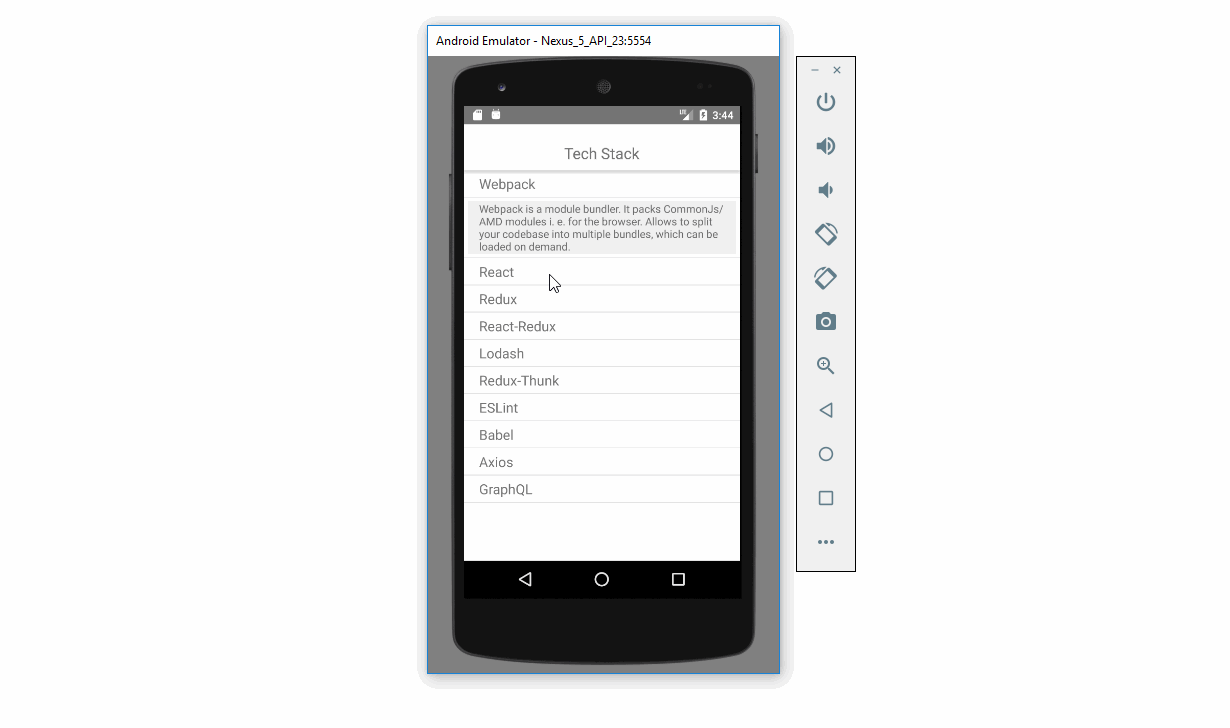 Android Emulator - Nexus_5_API_23:5554
LTE 3:44
Tech Stack
Webpack
Webpack is a module bundler. It packs CommonJs/
AMD modules i. e. for the browser. Allows to split
your codebase into multiple bundles, which can be
loaded on demand.
React
Redux
React-Redux
Lodash
Redux-Thunk
ESLint
Babel
Axios
GraphQL